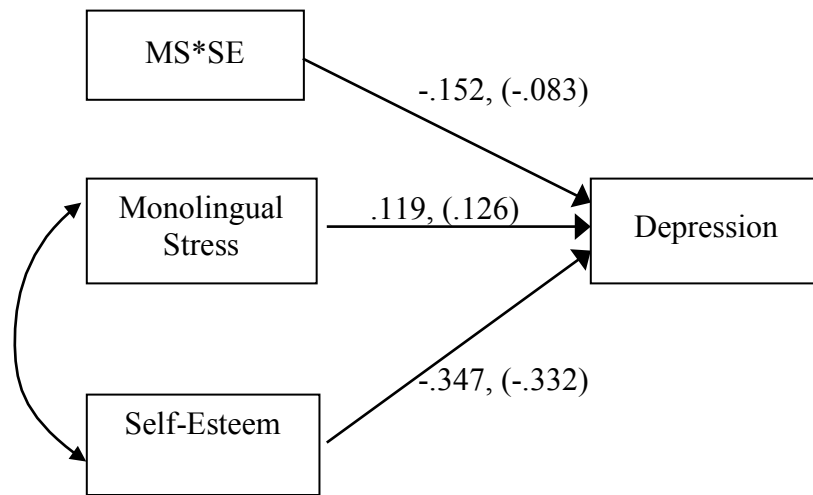 MS*SE
-.152, (-.083)
Monolingual
Stress
.119, (.126)
Depression
-.347, (-.332)
Self-Esteem